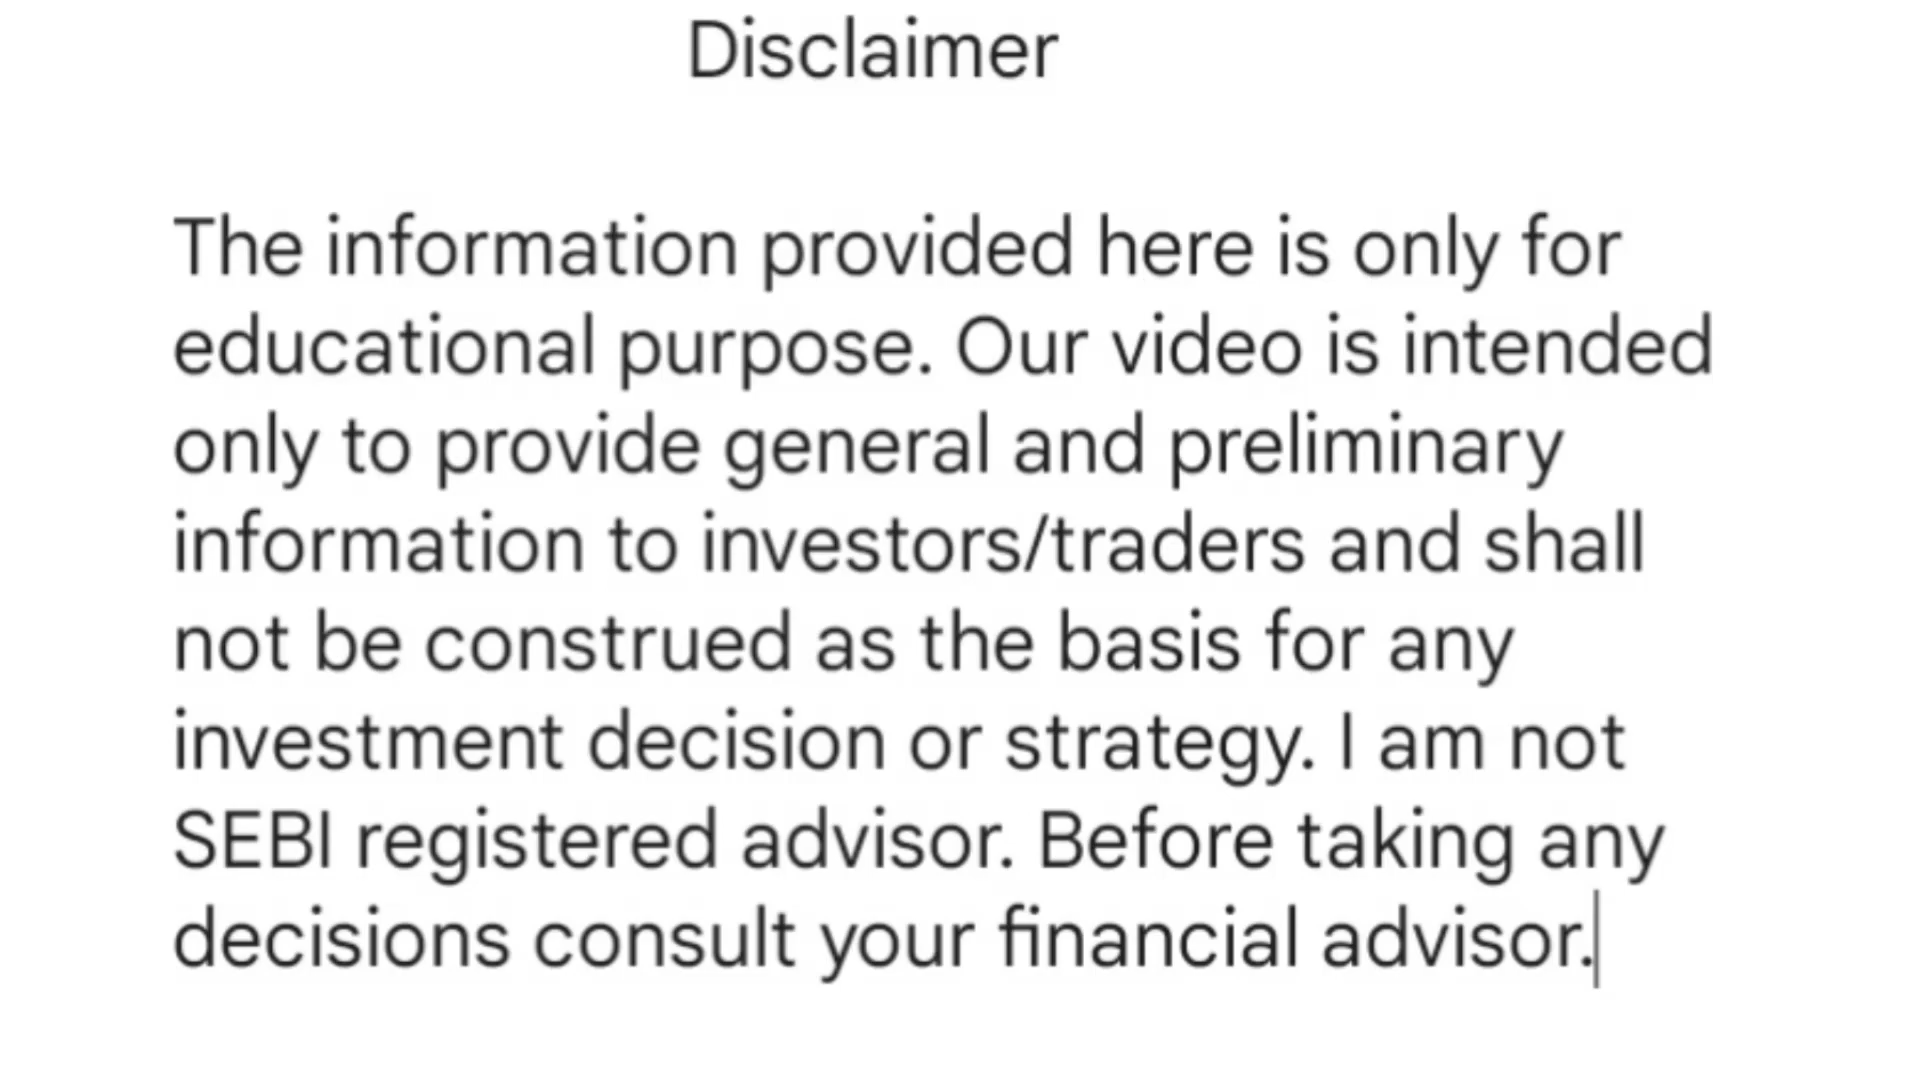 Disclaimer
The information provided here is only for
educational purpose. Our video is intended
only to provide general and preliminary
information to investors/traders and shall
not be construed as the basis for any
investment decision or strategy. I am not
SEBI registered advisor. Before taking any
decisions consult your financial advisor.